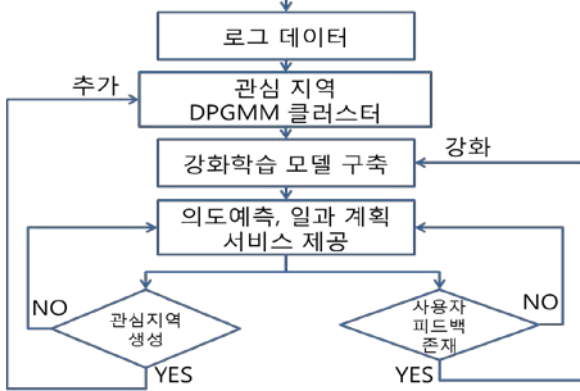 로그 데이터
추가
관심 지역
DPGMM 클러스터
강화
강화학습 모델 구축
의도예측, 일과 계획
서비스 제공
NO
관심지역
생성
YES
사용자
피드백
존재
NO
YES